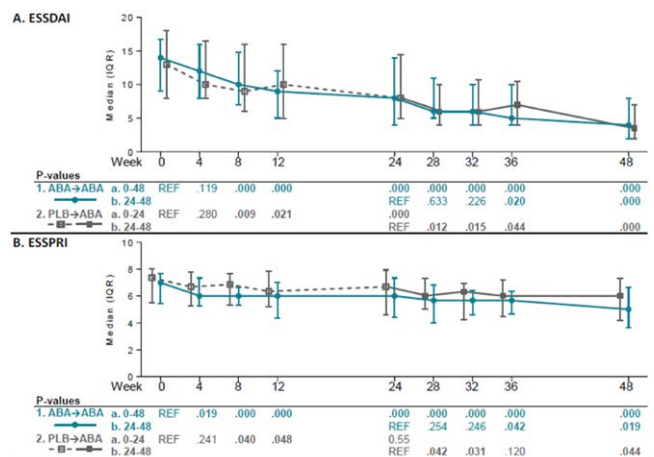 A. ESSDAI
20
15
10
5
0
Median (IQR)
Week 0 4 8 12 24 28 32 36 48
P-values
1. ABA→ABA a. 0-48 REF .119 .000 .000 .000 .000 .000 .000 .000
b. 24-48 REF .633 .226 .020 .000
2. PLB→ABA a. 0-24 REF .280 .009 .021 .000
b. 24-48 REF .012 .015 .044 .000
B. ESSPRI
10
8
6
4
2
0
Median (IQR)
Week 0 4 8 12 24 28 32 36 48
P-values
1. ABA→ABA a. 0-48 REF .019 .000 .000 .000 .000 .000 .000 .000
b. 24-48 REF .254 .246 .042 .019
2. PLB→ABA a. 0-24 REF .241 .040 .048 0.55
b. 24-48 REF .042 .031 .120 .044